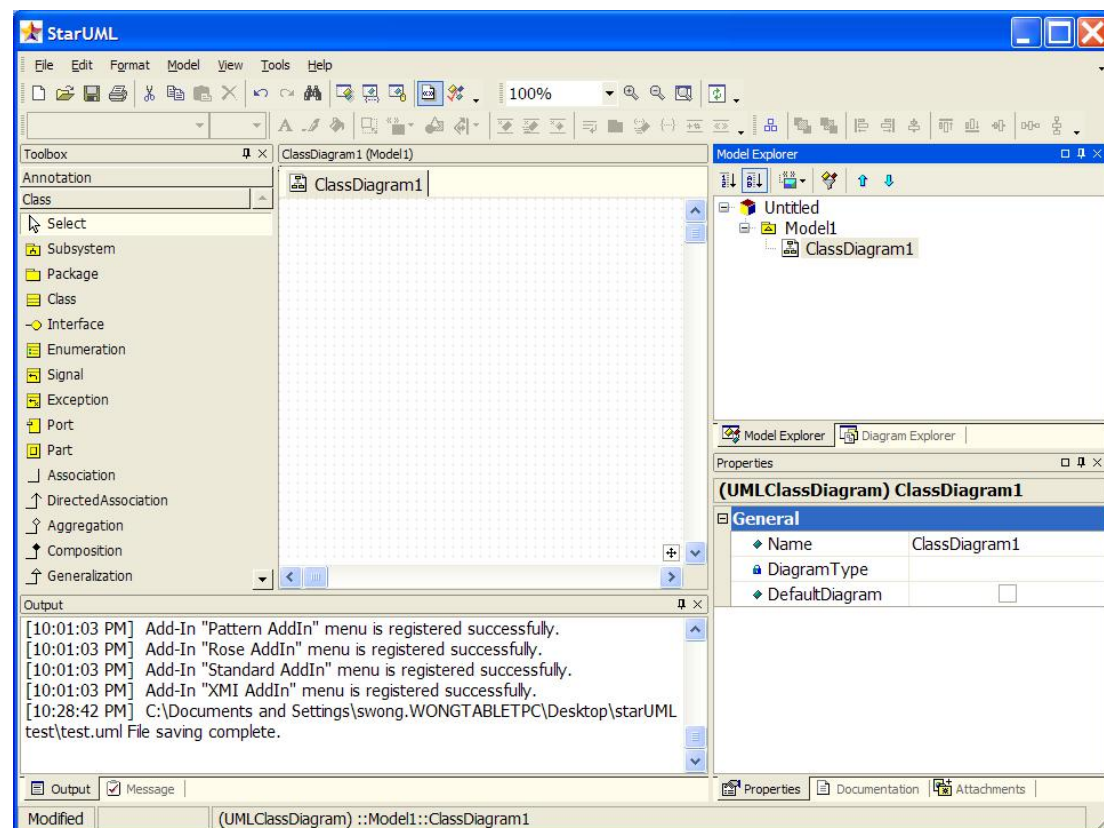 StarUML
File Edit Format Model View Tools Help
100%
Toolbox
Annotation
Class
Select
Subsystem
Package
Class
Interface
Enumeration
Signal
Exception
Port
Part
Association
DirectedAssociation
Aggregation
Composition
Generalization
ClassDiagram1 (Model1)
ClassDiagram1
Model Explorer
Untitled
Model1
ClassDiagram1
Model Explorer Diagram Explorer
Properties
(UMLClassDiagram) ClassDiagram1
General
Name ClassDiagram1
DiagramType
DefaultDiagram
Output
[10:01:03 PM] Add-In "Pattern AddIn" menu is registered successfully.
[10:01:03 PM] Add-In "Rose AddIn" menu is registered successfully.
[10:01:03 PM] Add-In "Standard AddIn" menu is registered successfully.
[10:01:03 PM] Add-In "XMI AddIn" menu is registered successfully.
[10:28:42 PM] C:\Documents and Settings\swong.WONGTABLETPC\Desktop\starUML
test\test.uml File saving complete.
Output Message
Properties Documentation Attachments
Modified (UMLClassDiagram) ::Model1::ClassDiagram1